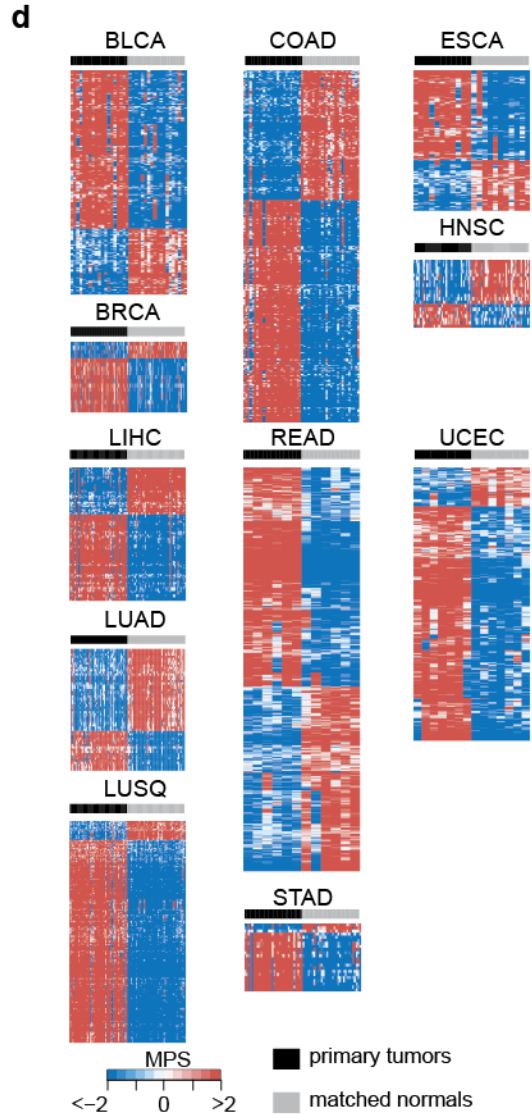 d
BLCA
COAD
ESCA
HNSC
BRCA
LIHC
READ
UCEC
LUAD
LUSQ
STAD
MPS
<-2 0 >2
primary tumors
matched normals